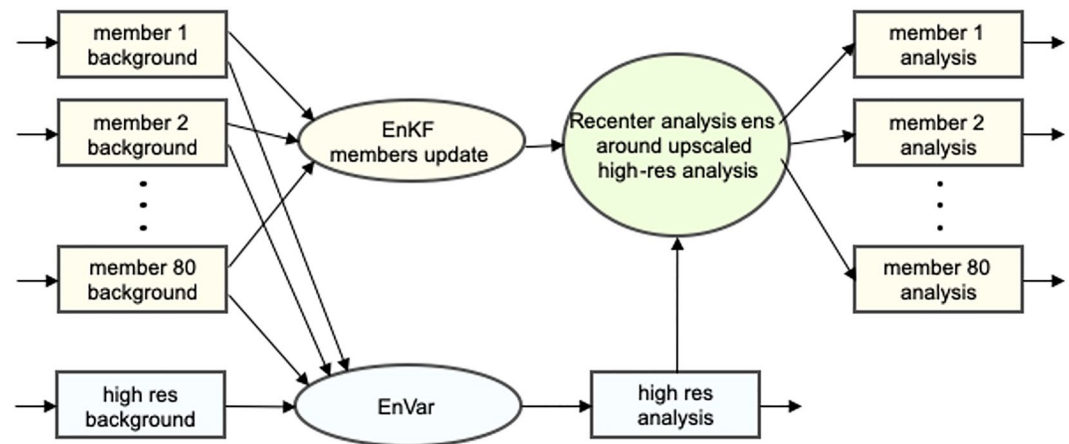 member 1
background
member 2
background
member 80
background
high res
background
EnKF
members update
EnVar
Recenter analysis ens
around upscaled
high-res analysis
high res
analysis
member 1
analysis
member 2
analysis
member 80
analysis